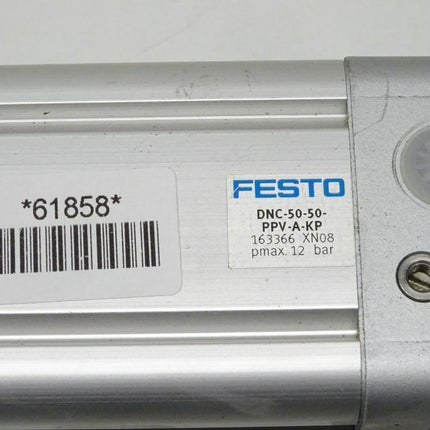 *61858*
FESTO
DNC-50-50-
PPV-A-KP
163366 XN08
pmax. 12 bar